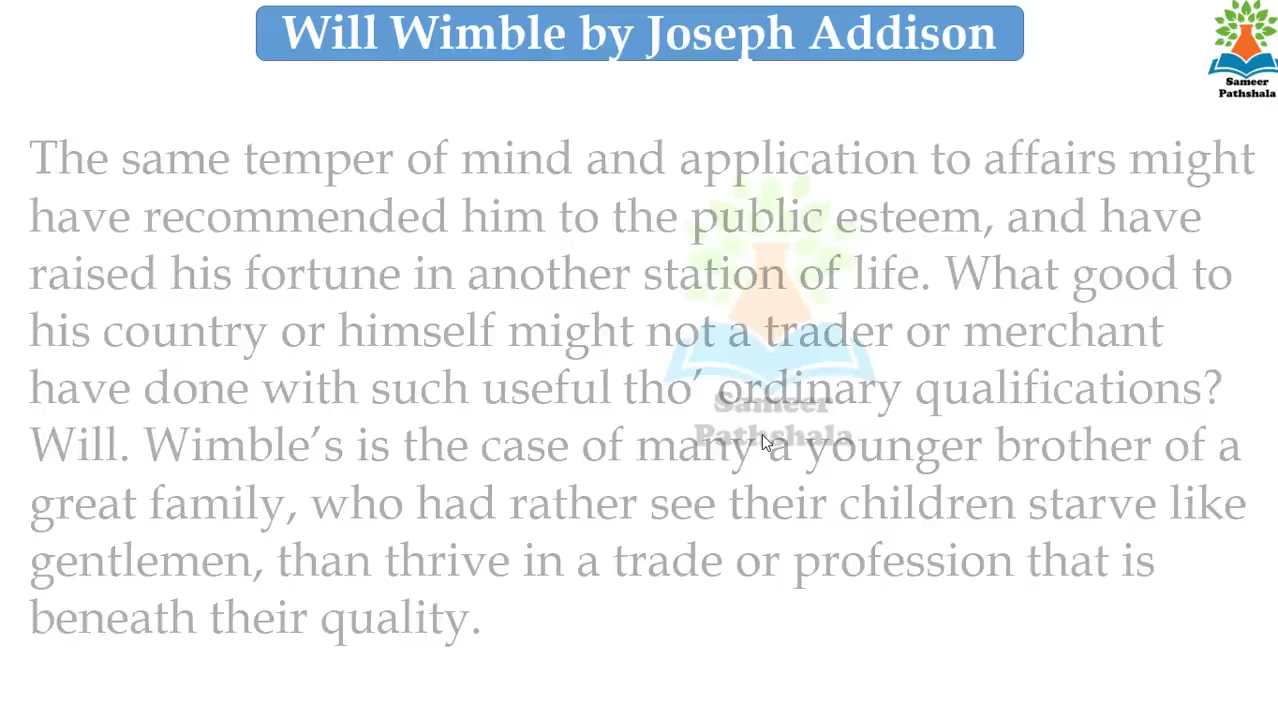 Will Wimble by Joseph Addison
Sameer
Pathshala
The same temper of mind and application to affairs might
have recommended him to the public esteem, and have
raised his fortune in another station of life. What good to
his country or himself might not a trader or merchant
have done with such useful tho’ ordinary qualifications?
Will. Wimble’s is the case of many a younger brother of a
great family, who had rather see their children starve like
gentlemen, than thrive in a trade or profession that is
beneath their quality.
Sameer
Pathshala